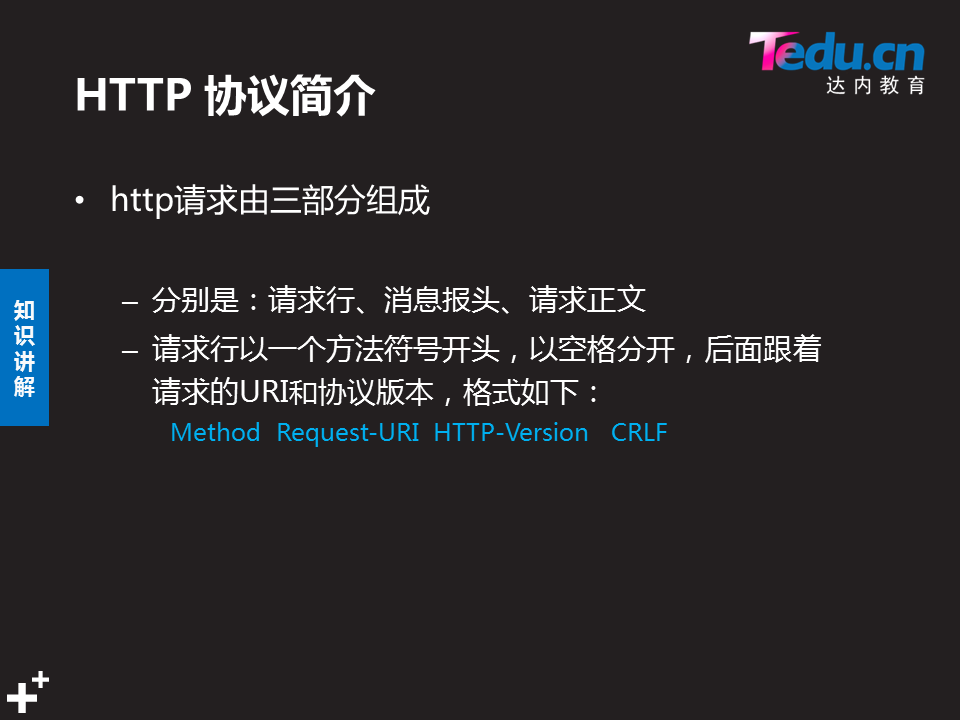 Tedu.cn
达内教育
HTTP 协议简介
• http请求由三部分组成
– 分别是：请求行、消息报头、请求正文
– 请求行以一个方法符号开头，以空格分开，后面跟着
请求的URI和协议版本，格式如下：
Method Request-URI HTTP-Version CRLF
知识讲解